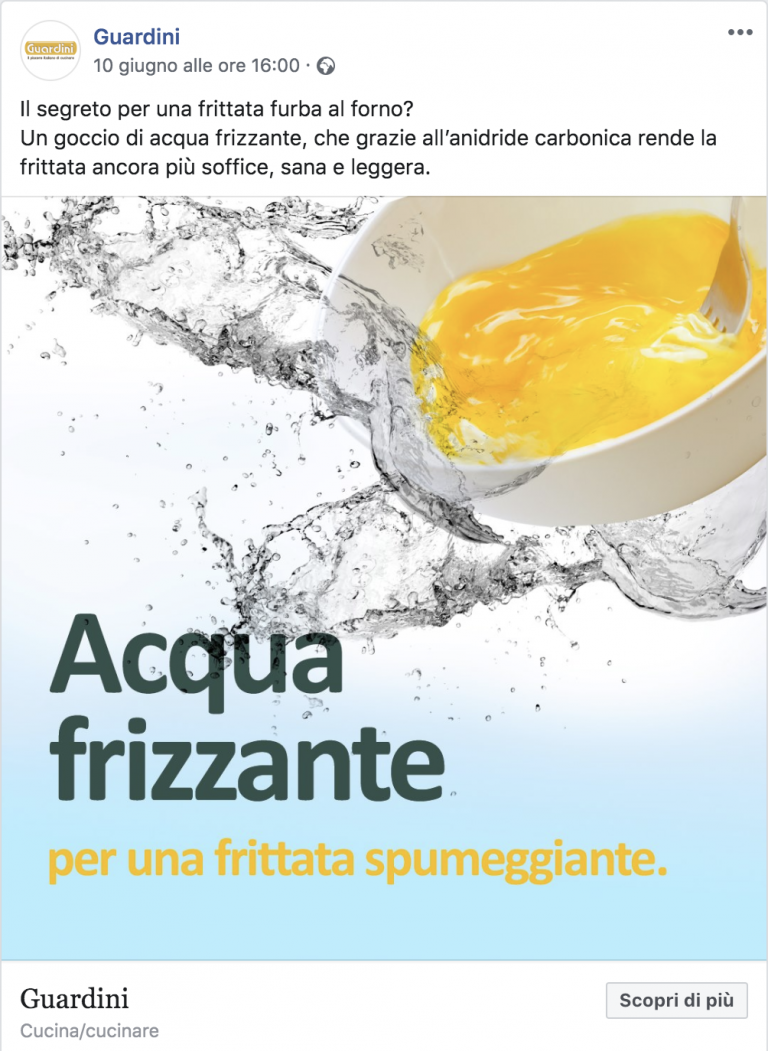 Guardini
Guardini
10 giugno alle ore 16:00 ·
Il segreto per una frittata furba al forno?
Un goccio di acqua frizzante, che grazie all'anidride carbonica rende la
frittata ancora più soffice, sana e leggera.
Acqua
frizzante
per una frittata spumeggiante.
Guardini
Scopri di più
Cucina/cucinare